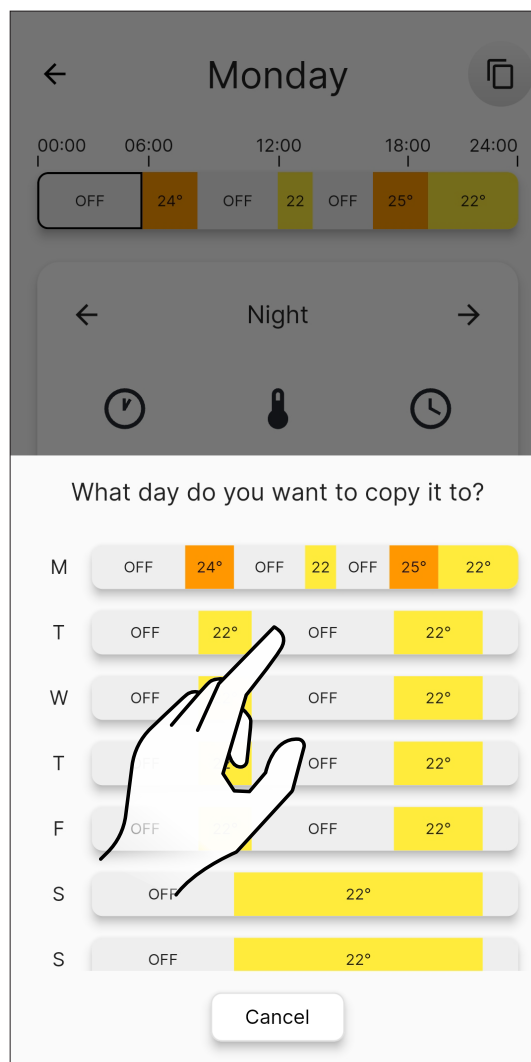 Monday
00:00 06:00 12:00 18:00 24:00
OFF 24° OFF 22 OFF 25° 22°
Night
What day do you want to copy it to?
M OFF 24° OFF 22 OFF 25° 22°
T OFF 22° OFF 22°
W OFF OFF 22°
T OFF OFF 22°
F OFF 22° OFF 22°
S OFF 22°
S OFF 22°
Cancel